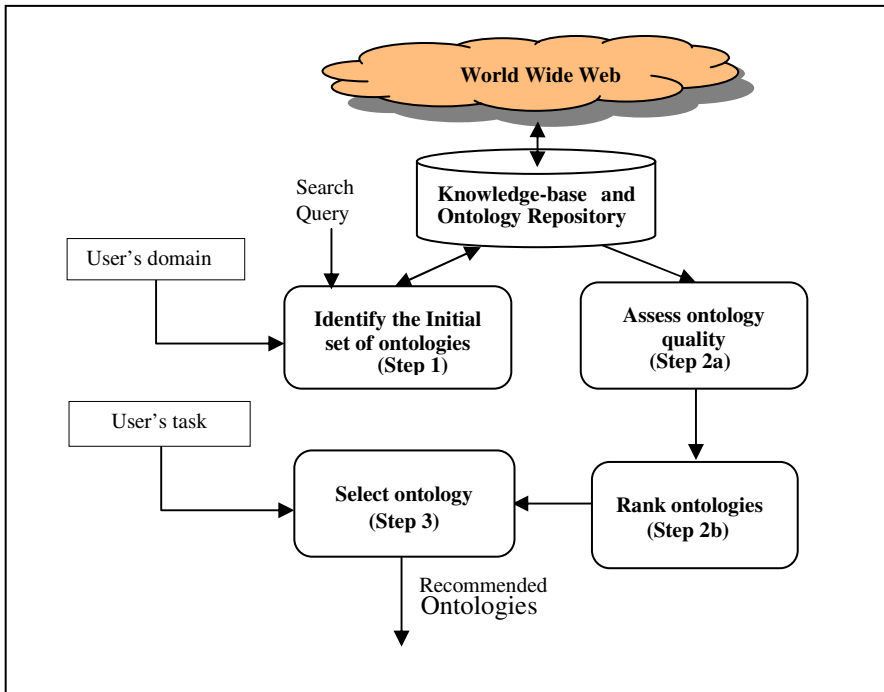 World Wide Web
Knowledge-base and
Ontology Repository
Search
Query
User's domain
Identify the Initial
set of ontologies
(Step 1)
Assess ontology
quality
(Step 2a)
User's task
Select ontology
(Step 3)
Rank ontologies
(Step 2b)
Recommended
Ontologies